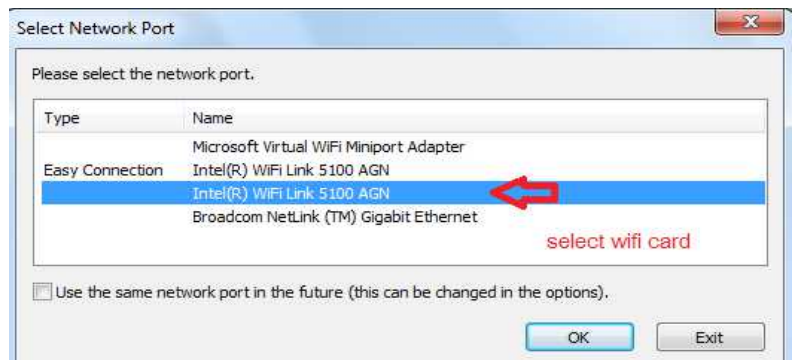 Select Network Port
Please select the network port.
Type Name
Microsoft Virtual WiFi Miniport Adapter
Easy Connection Intel(R) WiFi Link 5100 AGN
Intel(R) WiFi Link 5100 AGN
Broadcom NetLink (TM) Gigabit Ethernet
select wifi card
Use the same network port in the future (this can be changed in the options).
OK Exit